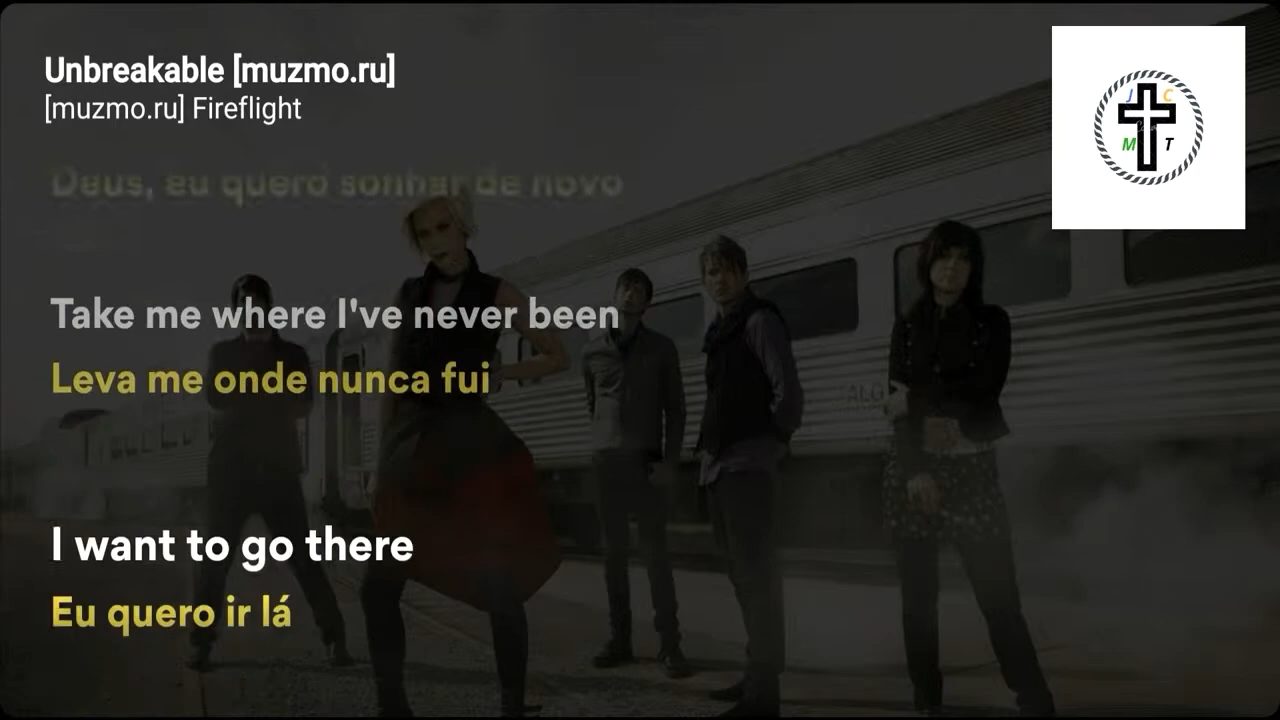 Unbreakable [muzmo.ru]
[muzmo.ru] Fireflight
Deus, eu quero sonhar de novo
Take me where I've never been
Leva me onde nunca fui
I want to go there
Eu quero ir lá
J C
M T
ALG